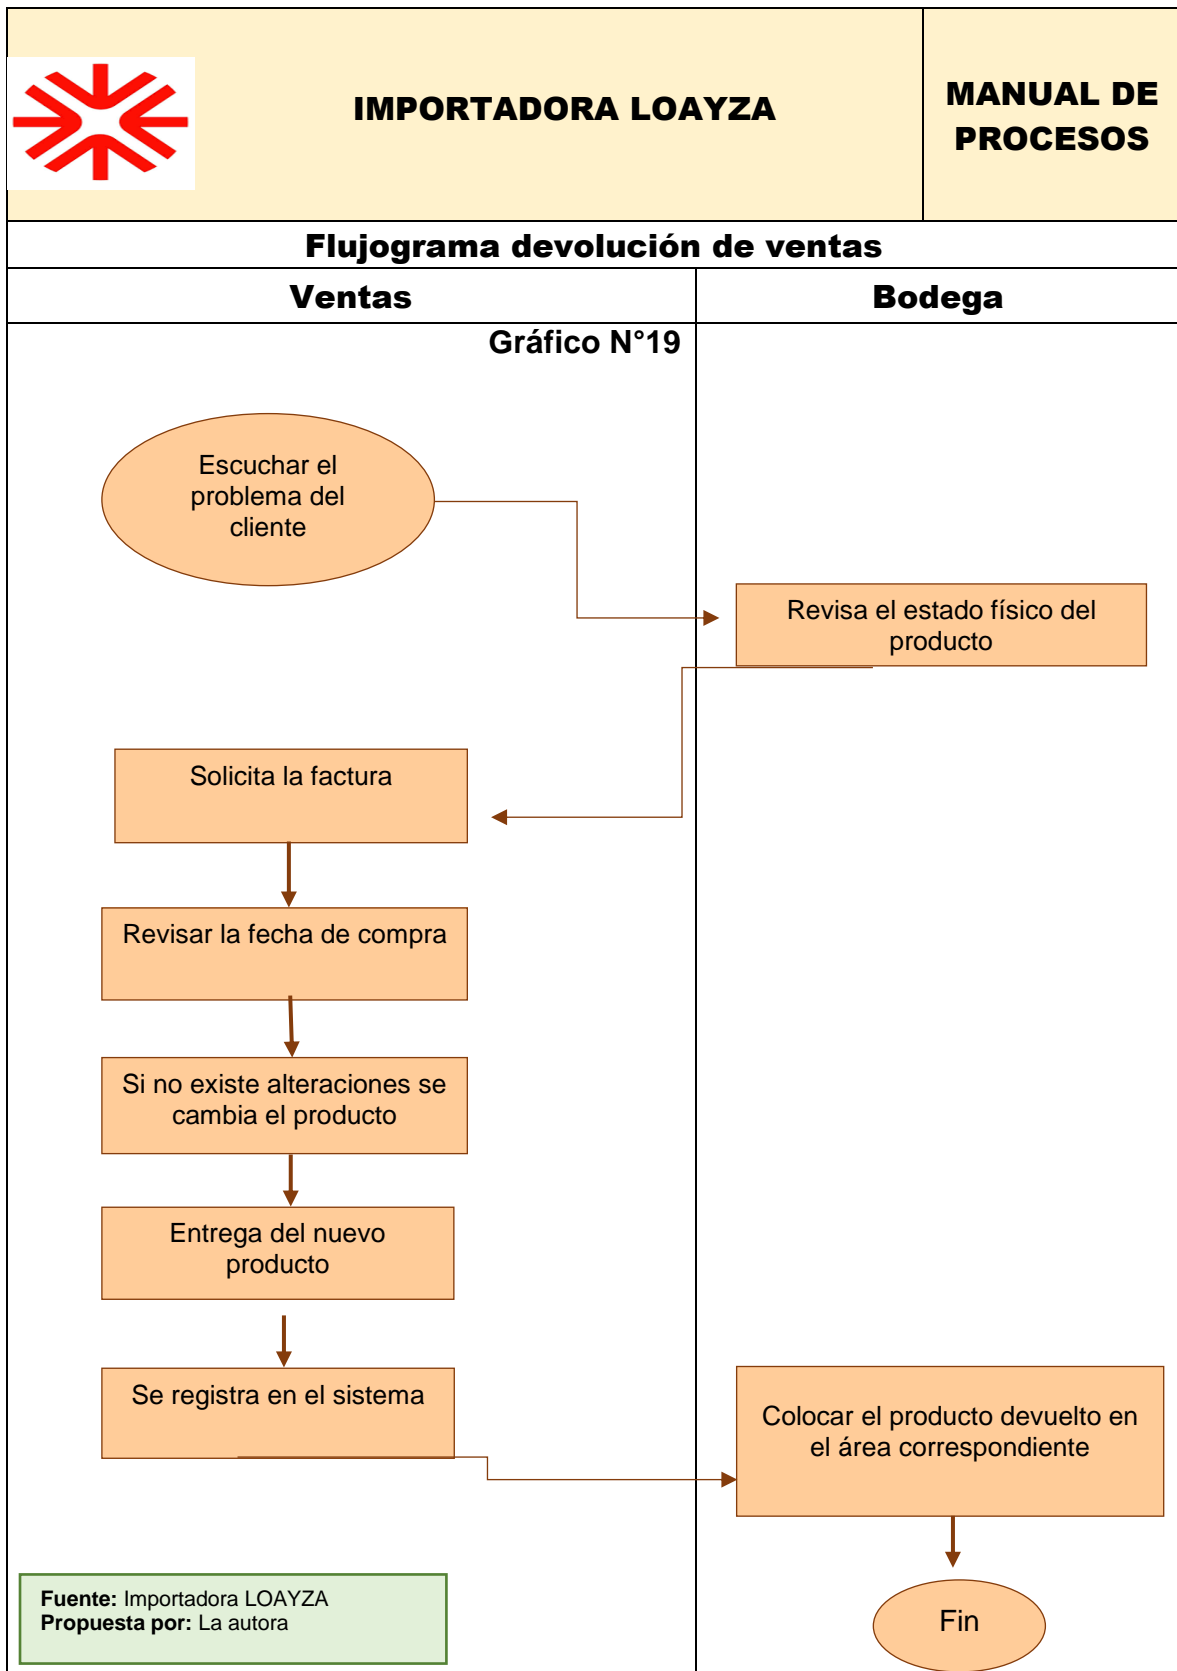 IMPORTADORA LOAYZA
MANUAL DE
PROCESOS
Flujograma devolución de ventas
Ventas
Bodega
Gráfico N°19
Escuchar el
problema del
cliente
Revisa el estado físico del
producto
Solicita la factura
Revisar la fecha de compra
Si no existe alteraciones se
cambia el producto
Entrega del nuevo
producto
Se registra en el sistema
Colocar el producto devuelto en
el área correspondiente
Fin
Fuente: Importadora LOAYZA
Propuesta por: La autora